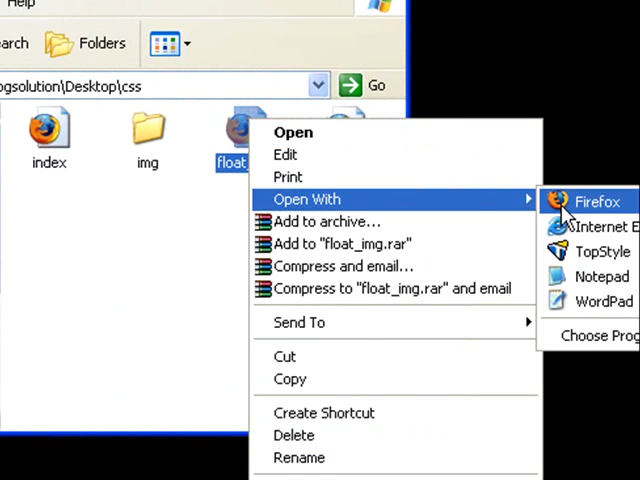 Help
earch Folders
ogsolution\Desktop\css Go
index img float_
Open
Edit
Print
Open With
Add to archive...
Add to "float_img.rar"
Compress and email...
Compress to "float_img.rar" and email
Send To
Cut
Copy
Create Shortcut
Delete
Rename
Firefox
Internet E
TopStyle
Notepad
WordPad
Choose Prog